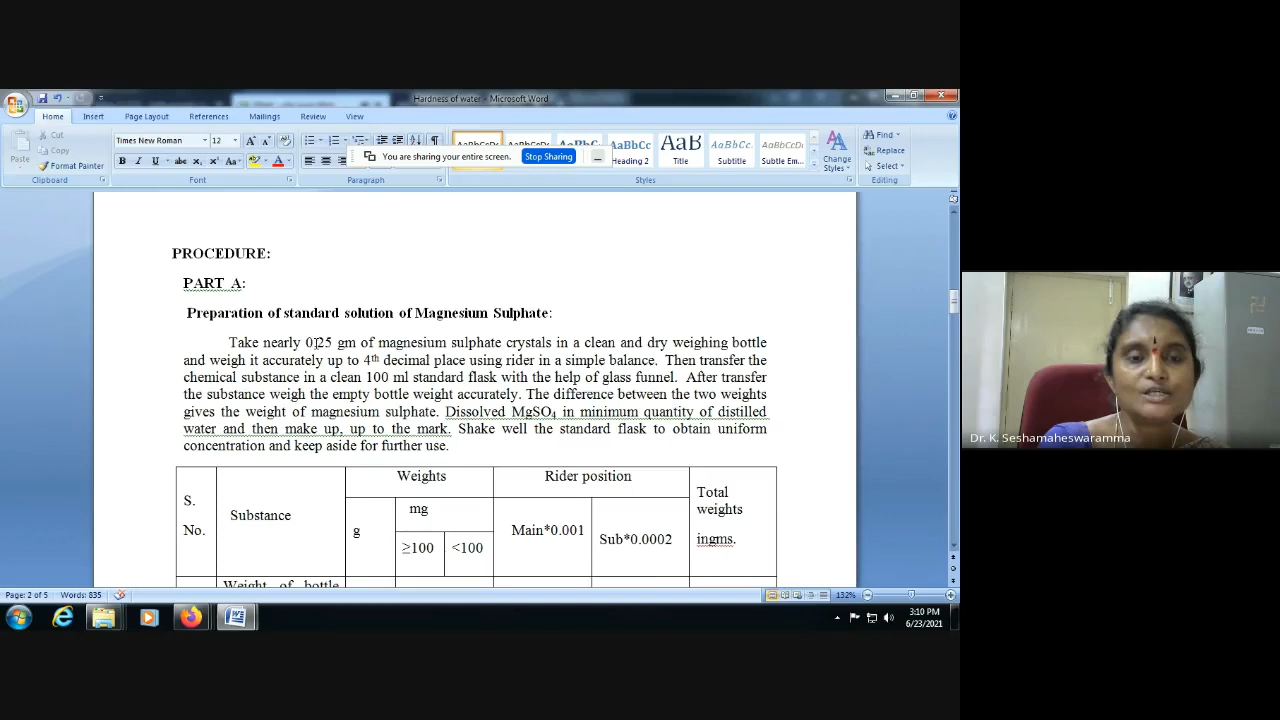 Hardness of water - Microsoft Word
Home Insert Page Layout References Mailings Review View
Cut
Copy
Format Painter
Paste
Clipboard
Times New Roman 12
Font
You are sharing your entire screen. Stop Sharing
Paragraph
Heading 2 Title Subtitle Subtle Em...
Styles
Change Styles
Find
Replace
Select
Editing
PROCEDURE:
PART A:
Preparation of standard solution of Magnesium Sulphate:
Take nearly 0.25 gm of magnesium sulphate crystals in a clean and dry weighing bottle
and weigh it accurately up to 4th decimal place using rider in a simple balance. Then transfer the
chemical substance in a clean 100 ml standard flask with the help of glass funnel. After transfer
the substance weigh the empty bottle weight accurately. The difference between the two weights
gives the weight of magnesium sulphate. Dissolved MgSO4 in minimum quantity of distilled
water and then make up, up to the mark. Shake well the standard flask to obtain uniform
concentration and keep aside for further use.
S.
No.
Substance
Weights
g
mg
≥100 <100
Rider position
Main*0.001
Sub*0.0002
Total
weights
ingms.
Weight of bottle
Page: 2 of 5 Words: 835 132%
3:10 PM
6/23/2021
Dr. K. Seshamaheswaramma